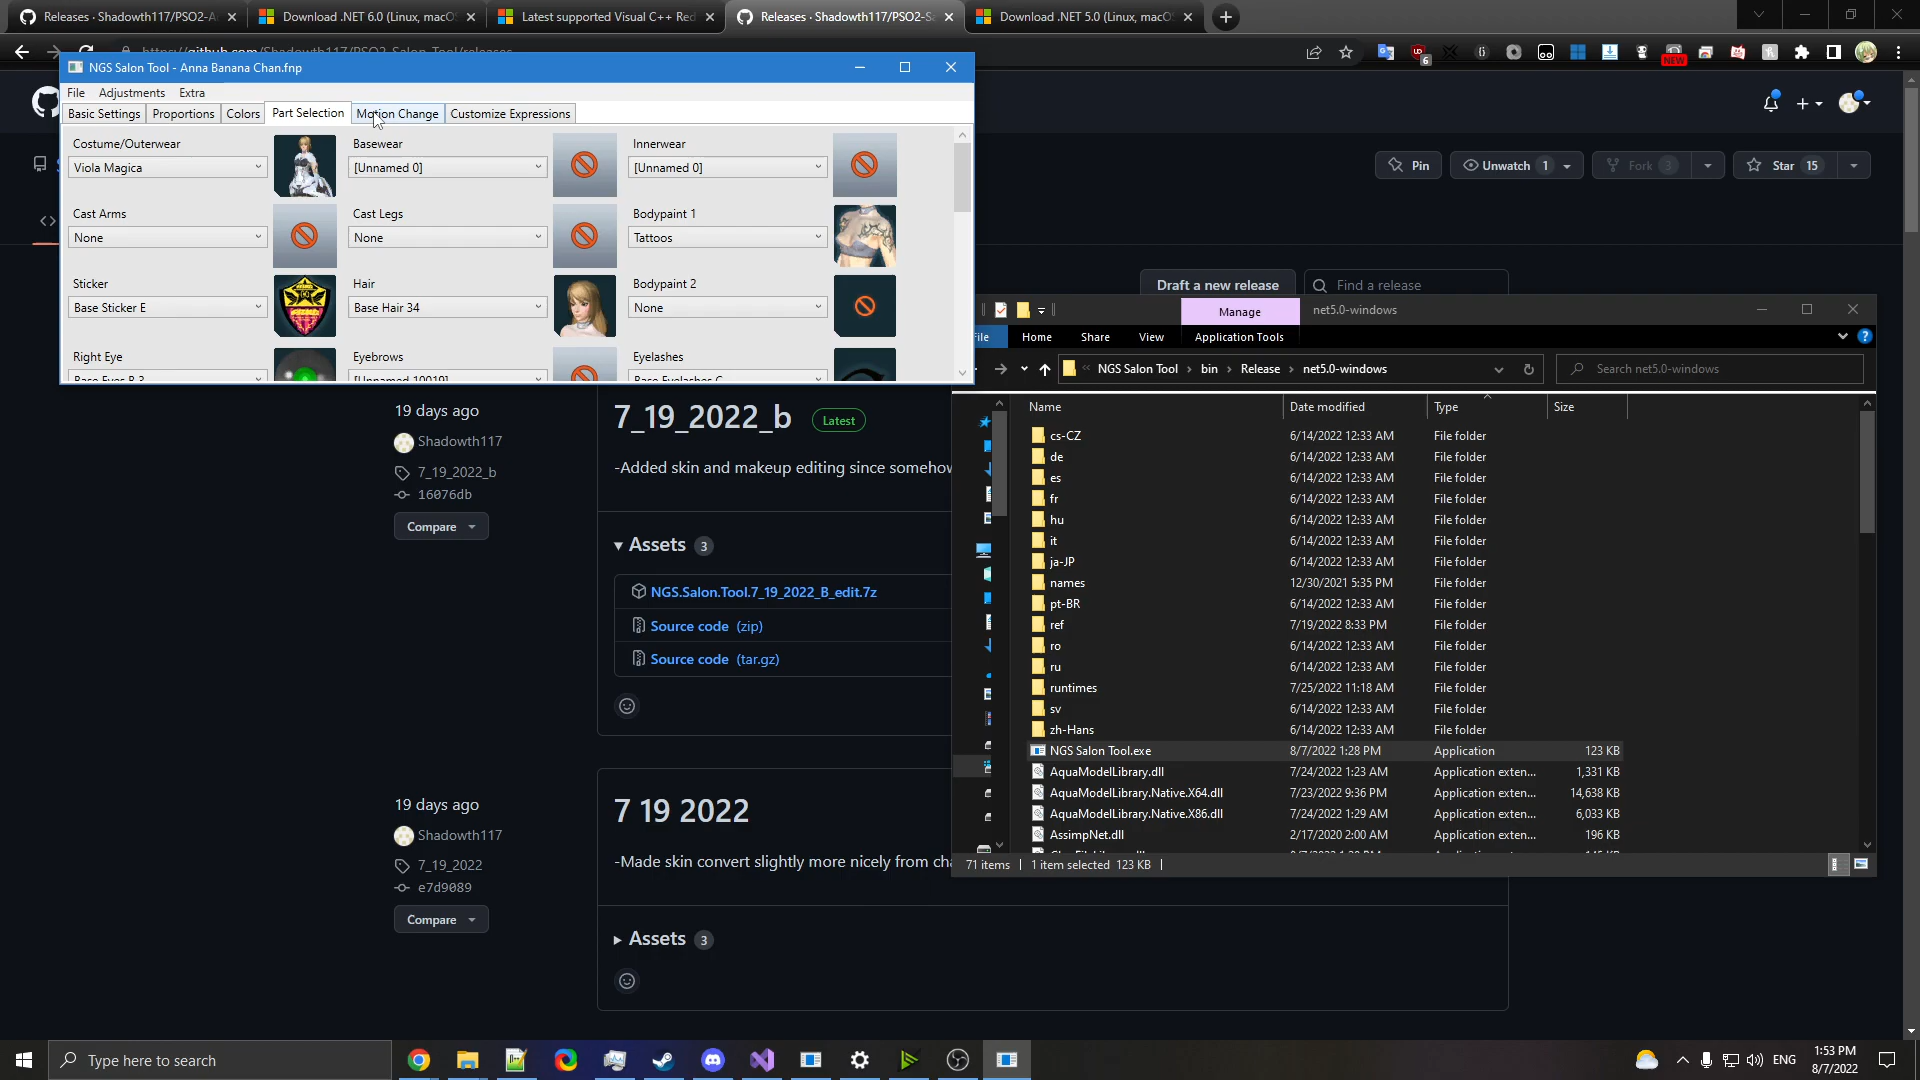 Releases · Shadowth117/PSO2-A
Download .NET 6.0 (Linux, macO
Latest supported Visual C++ Red
Releases · Shadowth117/PSO2-Sa
Download .NET 5.0 (Linux, macO
https://github.com/Shadowth117/PSO2-Salon-Tool/releases
6
NEW
NGS Salon Tool - Anna Banana Chan.fnp
File Adjustments Extra
Basic Settings Proportions Colors Part Selection Motion Change Customize Expressions
Costume/Outerwear Basewear Innerwear
Viola Magica [Unnamed 0] [Unnamed 0]
Cast Arms Cast Legs Bodypaint 1
None None Tattoos
Sticker Hair Bodypaint 2
Base Sticker E Base Hair 34 None
Right Eye Eyebrows Eyelashes
Base Eyes B 2 [Unnamed 10019] Base Eyelashes C
Pin Unwatch 1 Fork 3 Star 15
Draft a new release Find a release
19 days ago
Shadowth117
7_19_2022_b
16076db
Compare
7_19_2022_b Latest
-Added skin and makeup editing since somehow
Assets 3
NGS.Salon.Tool.7_19_2022_B_edit.7z
Source code (zip)
Source code (tar.gz)
19 days ago
Shadowth117
7_19_2022
e7d9089
Compare
7 19 2022
-Made skin convert slightly more nicely from cha
Assets 3
Manage net5.0-windows
File Home Share View Application Tools
NGS Salon Tool › bin › Release › net5.0-windows
Search net5.0-windows
Name Date modified Type Size
cs-CZ 6/14/2022 12:33 AM File folder
de 6/14/2022 12:33 AM File folder
es 6/14/2022 12:33 AM File folder
fr 6/14/2022 12:33 AM File folder
hu 6/14/2022 12:33 AM File folder
it 6/14/2022 12:33 AM File folder
ja-JP 6/14/2022 12:33 AM File folder
names 12/30/2021 5:35 PM File folder
pt-BR 6/14/2022 12:33 AM File folder
ref 7/19/2022 8:33 PM File folder
ro 6/14/2022 12:33 AM File folder
ru 6/14/2022 12:33 AM File folder
runtimes 7/25/2022 11:18 AM File folder
sv 6/14/2022 12:33 AM File folder
zh-Hans 6/14/2022 12:33 AM File folder
NGS Salon Tool.exe 8/7/2022 1:28 PM Application 123 KB
AquaModelLibrary.dll 7/24/2022 1:23 AM Application exten... 1,331 KB
AquaModelLibrary.Native.X64.dll 7/23/2022 9:36 PM Application exten... 14,638 KB
AquaModelLibrary.Native.X86.dll 7/24/2022 1:29 AM Application exten... 6,033 KB
AssimpNet.dll 2/17/2020 2:00 AM Application exten... 196 KB
71 items 1 item selected 123 KB
Type here to search
ENG
1:53 PM
8/7/2022